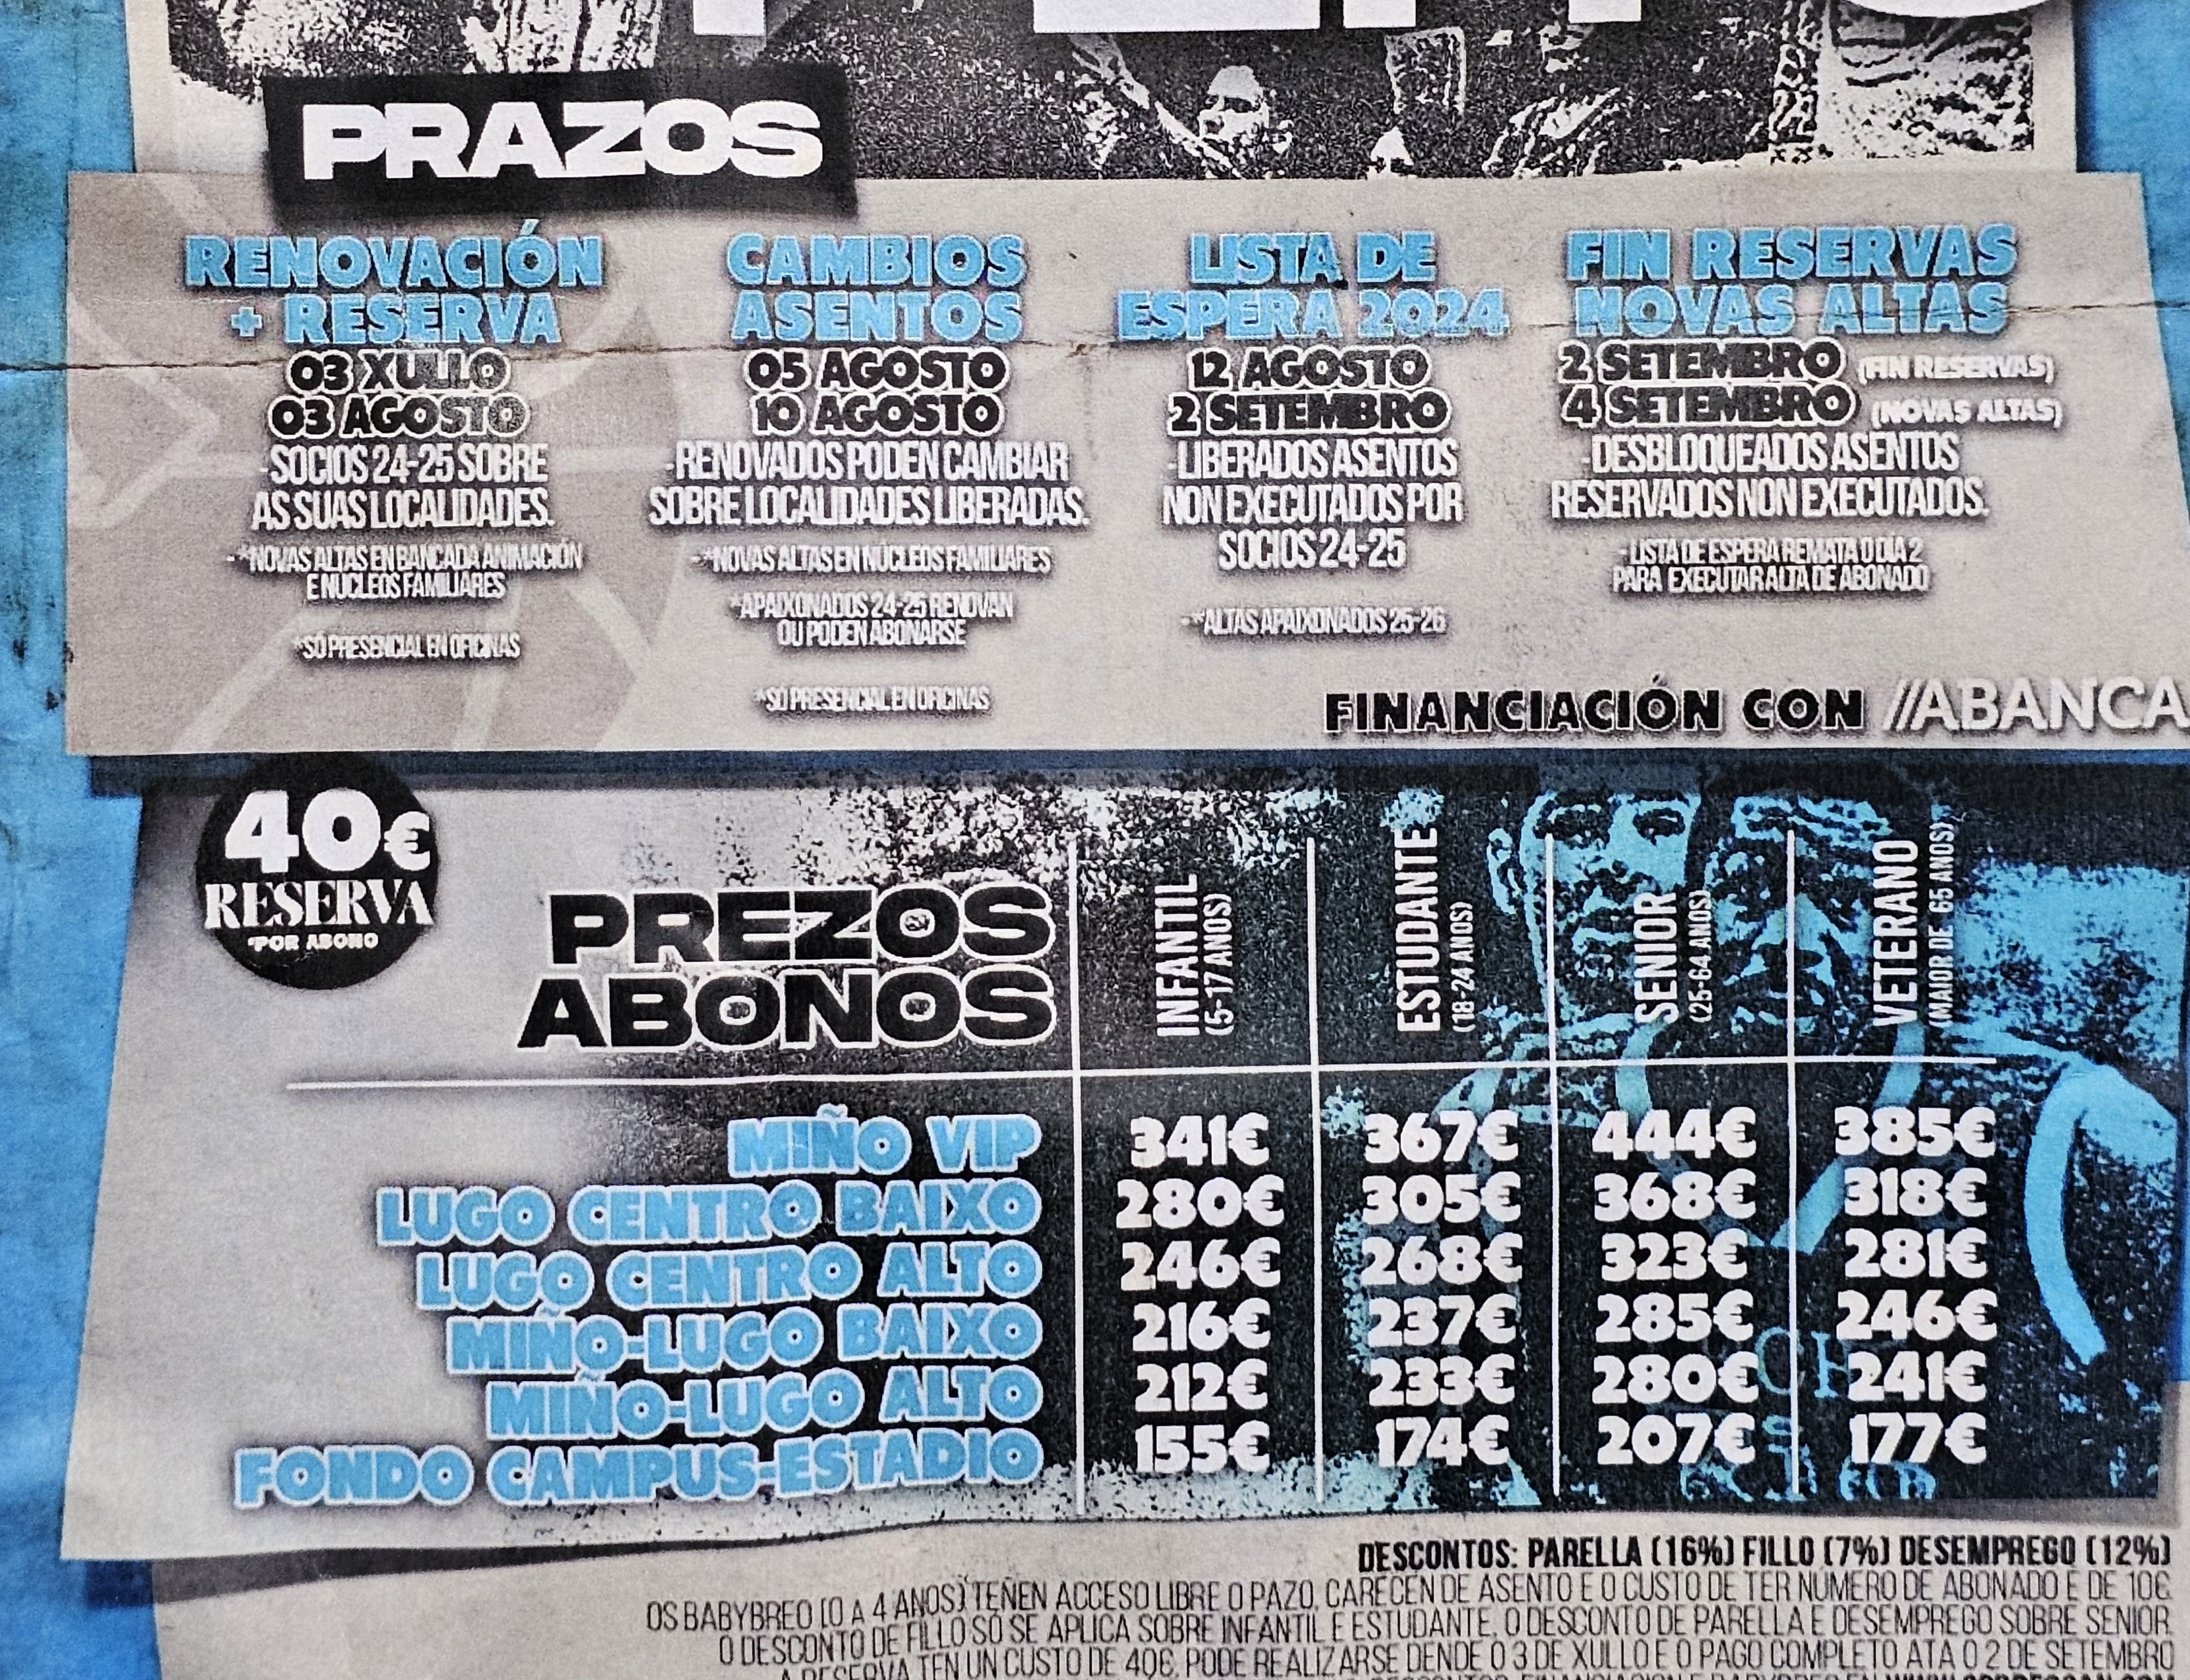 PRAZOS
RENOVACIÓN
+ RESERVA
03 XULLO
03 AGOSTO
-SOCIOS 24-25 SOBRE
AS SUAS LOCALIDADES.
-*NOVAS ALTAS EN BANCADA ANIMACIÓN
E NÚCLEOS FAMILIARES
*SÓ PRESENCIAL EN OFICINAS
CAMBIOS
ASENTOS
05 AGOSTO
10 AGOSTO
-RENOVADOS PODEN CAMBIAR
SOBRE LOCALIDADES LIBERADAS.
-*NOVAS ALTAS EN NÚCLEOS FAMILIARES
*APAIXONADOS 24-25 RENOVAN
OU PODEN ABONARSE
*SÓ PRESENCIAL EN OFICINAS
LISTA DE
ESPERA 2024
12 AGOSTO
2 SETEMBRO
-LIBERADOS ASENTOS
NON EXECUTADOS POR
SOCIOS 24-25
-*ALTAS APAIXONADOS 25-26
FIN RESERVAS
NOVAS ALTAS
2 SETEMBRO (FIN RESERVAS)
4 SETEMBRO (NOVAS ALTAS)
-DESBLOQUEADOS ASENTOS
RESERVADOS NON EXECUTADOS.
-LISTA DE ESPERA REMATA O DÍA 2
PARA EXECUTAR ALTA DE ABONADO
FINANCIACIÓN CON //ABANCA
40€
RESERVA
*POR ABONO
PREZOS
ABONOS
INFANTIL
(5-17 ANOS)
ESTUDANTE
(18-24 ANOS)
SENIOR
(25-64 ANOS)
VETERANO
(MAIOR DE 65 ANOS)
MIÑO VIP 341€ 367€ 444€ 385€
LUGO CENTRO BAIXO 280€ 305€ 368€ 318€
LUGO CENTRO ALTO 246€ 268€ 323€ 281€
MIÑO-LUGO BAIXO 216€ 237€ 285€ 246€
MIÑO-LUGO ALTO 212€ 233€ 280€ 241€
FONDO CAMPUS-ESTADIO 155€ 174€ 207€ 177€
DESCONTOS: PARELLA (16%) FILLO (7%) DESEMPREGO (12%)
OS BABYBREO (0 A 4 ANOS) TEÑEN ACCESO LIBRE O PAZO, CARECEN DE ASENTO E O CUSTO DE TER NÚMERO DE ABONADO É DE 10€.
O DESCONTO DE FILLO SÓ SE APLICA SOBRE INFANTIL E ESTUDANTE, O DESCONTO DE PARELLA E DESEMPREGO SOBRE SENIOR.
A RESERVA TEN UN CUSTO DE 40€, PODE REALIZARSE DENDE O 3 DE XULLO E O PAGO COMPLETO ATA O 2 DE SETEMBRO